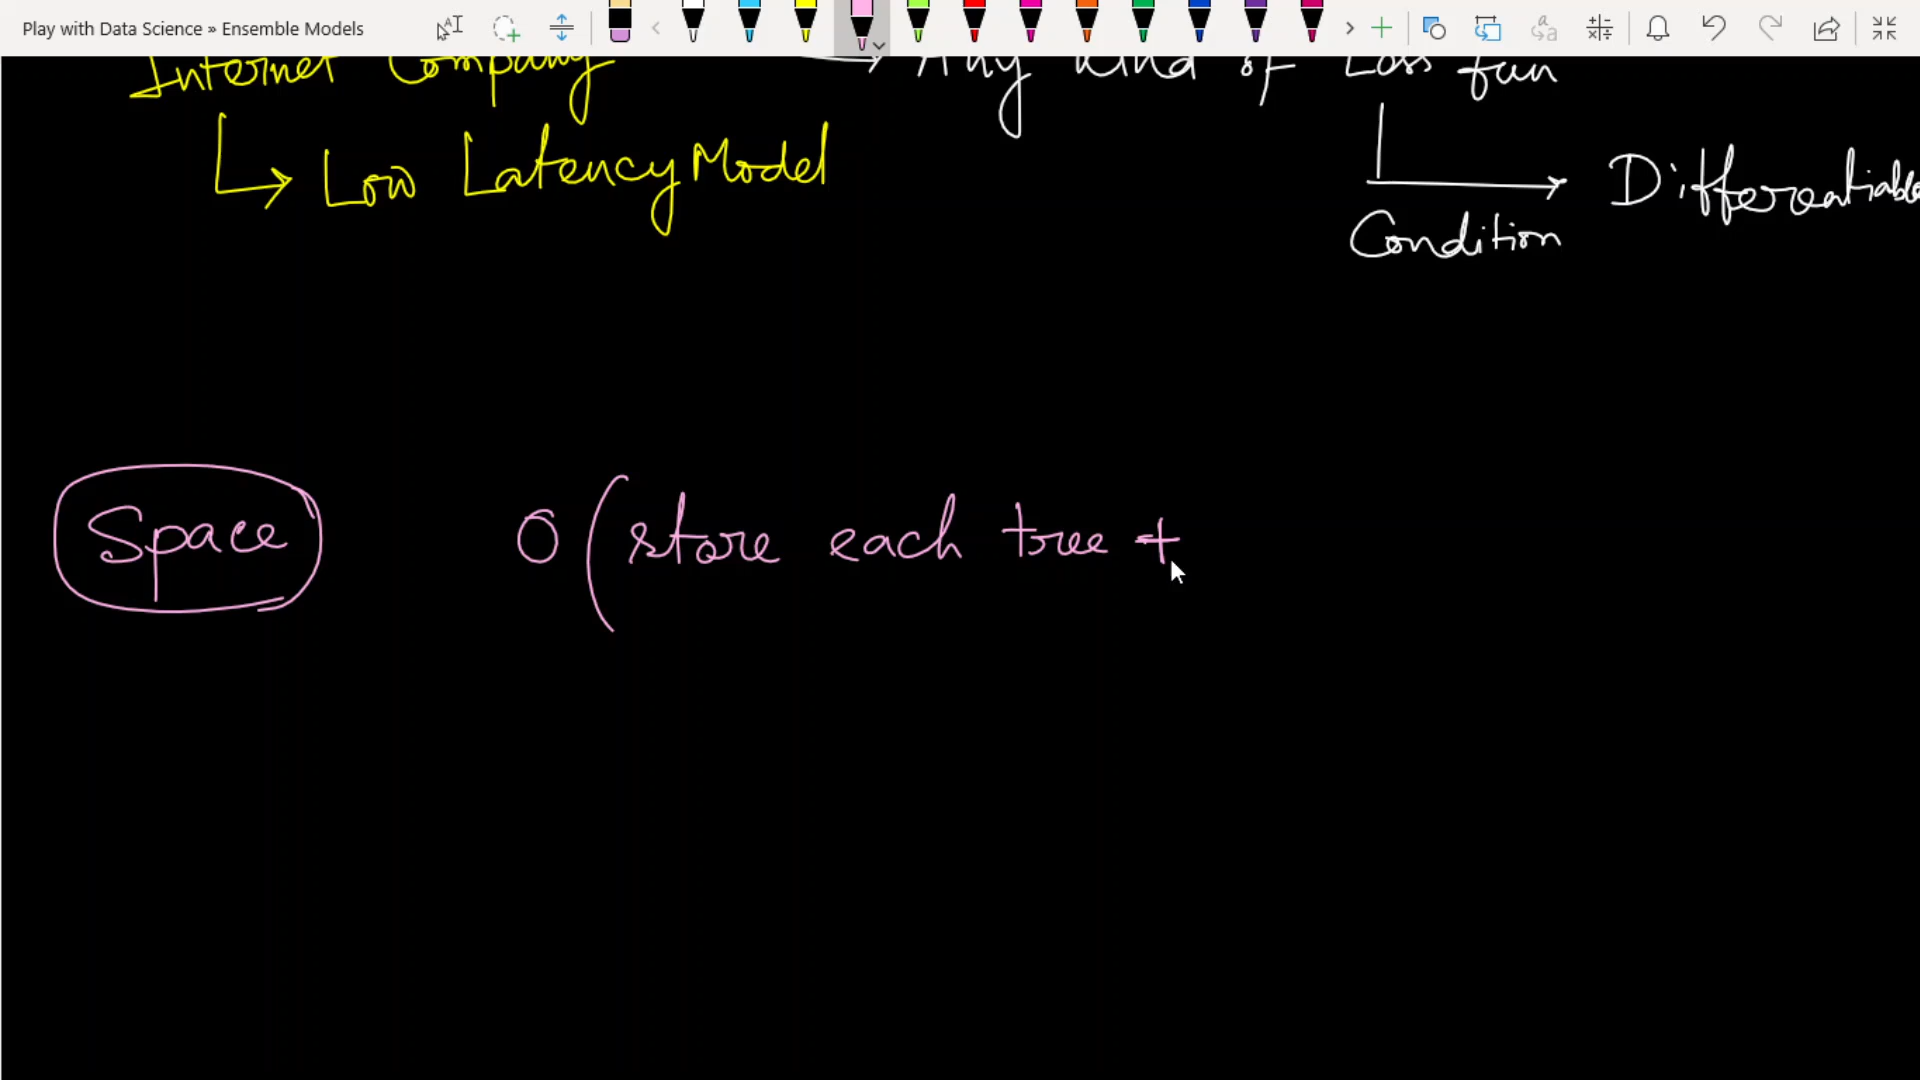 Play with Data Science » Ensemble Models
Internet Company
Any kind of Loss fun
Low Latency Model
Differentiable
Condition
Space
O ( store each tree +